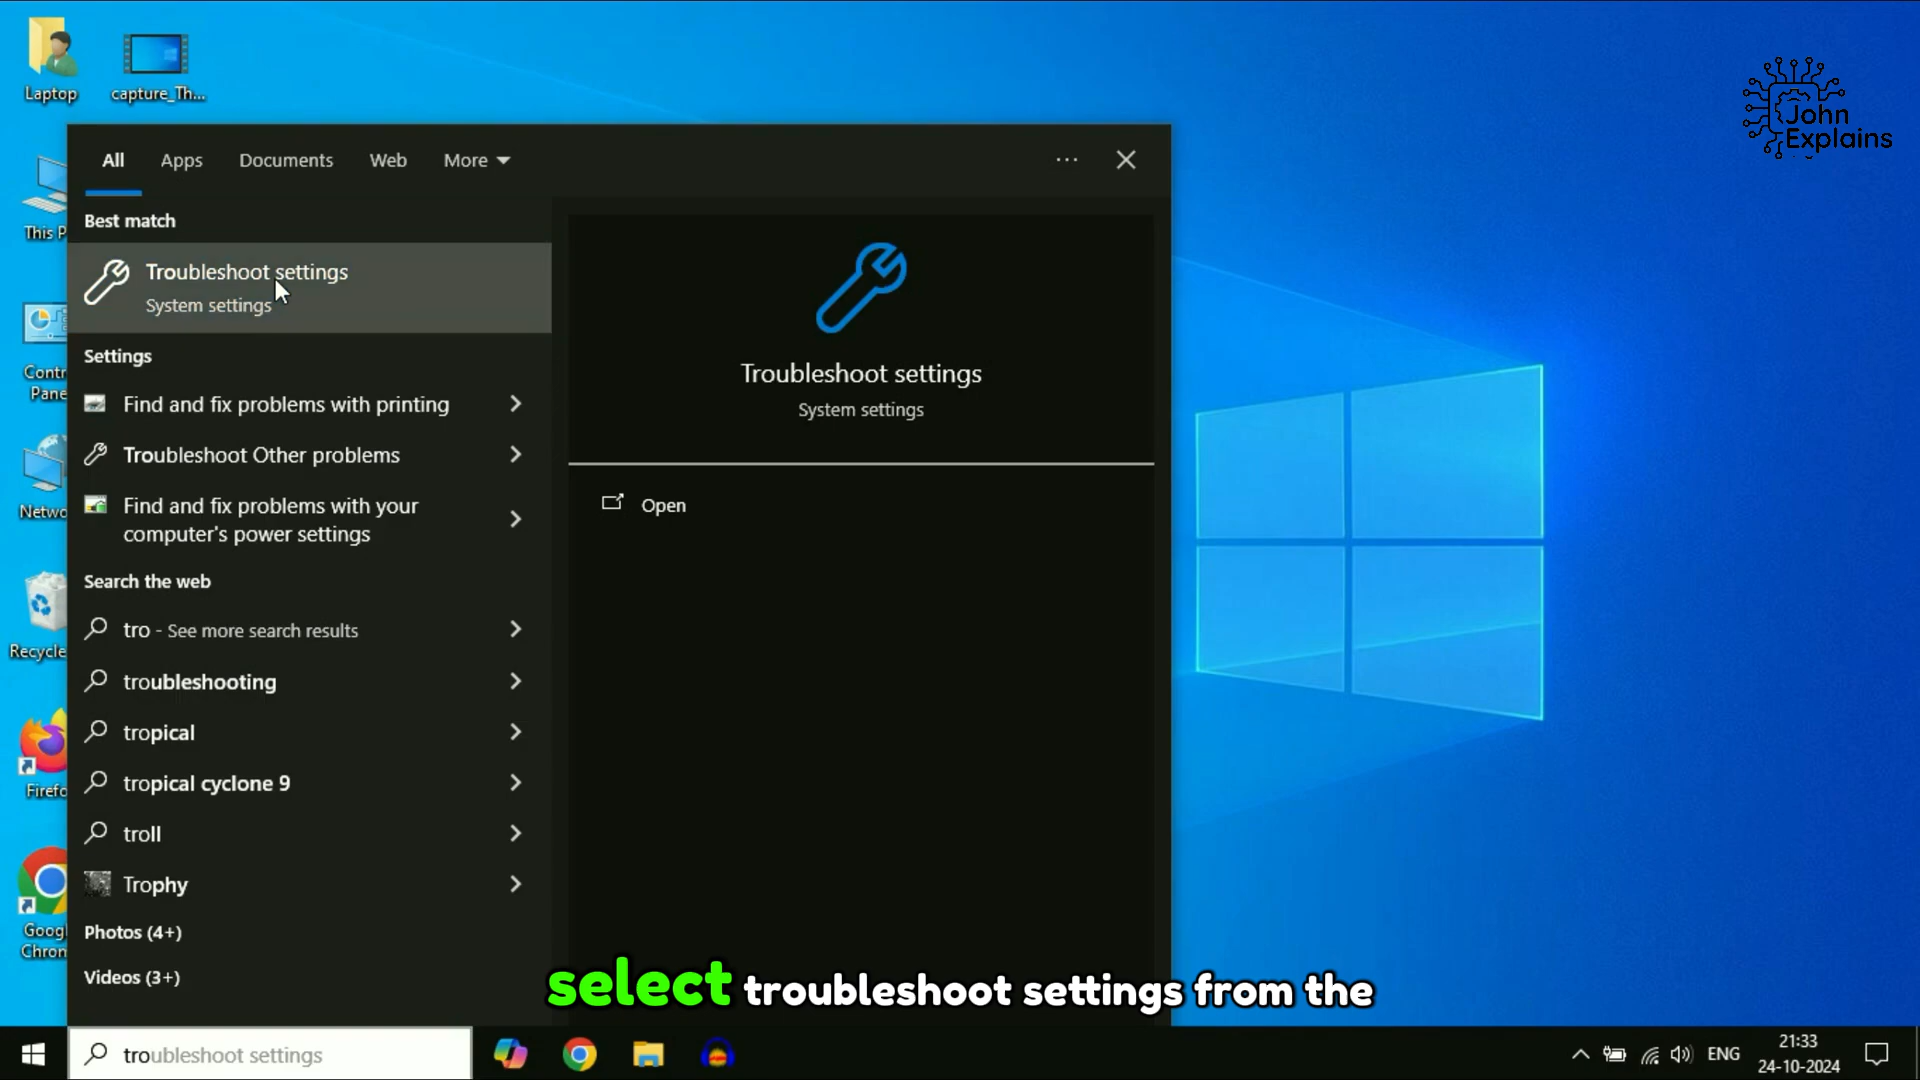 Laptop
capture_Th...
John
Explains
This P
Contr
Pane
Netwo
Recycle
Firefo
Googl
Chron
All
Apps
Documents
Web
More
Best match
Troubleshoot settings
System settings
Settings
Find and fix problems with printing
Troubleshoot Other problems
Find and fix problems with your
computer's power settings
Search the web
tro - See more search results
troubleshooting
tropical
tropical cyclone 9
troll
Trophy
Photos (4+)
Videos (3+)
Troubleshoot settings
System settings
Open
select troubleshoot settings from the
troubleshoot settings
ENG
21:33
24-10-2024